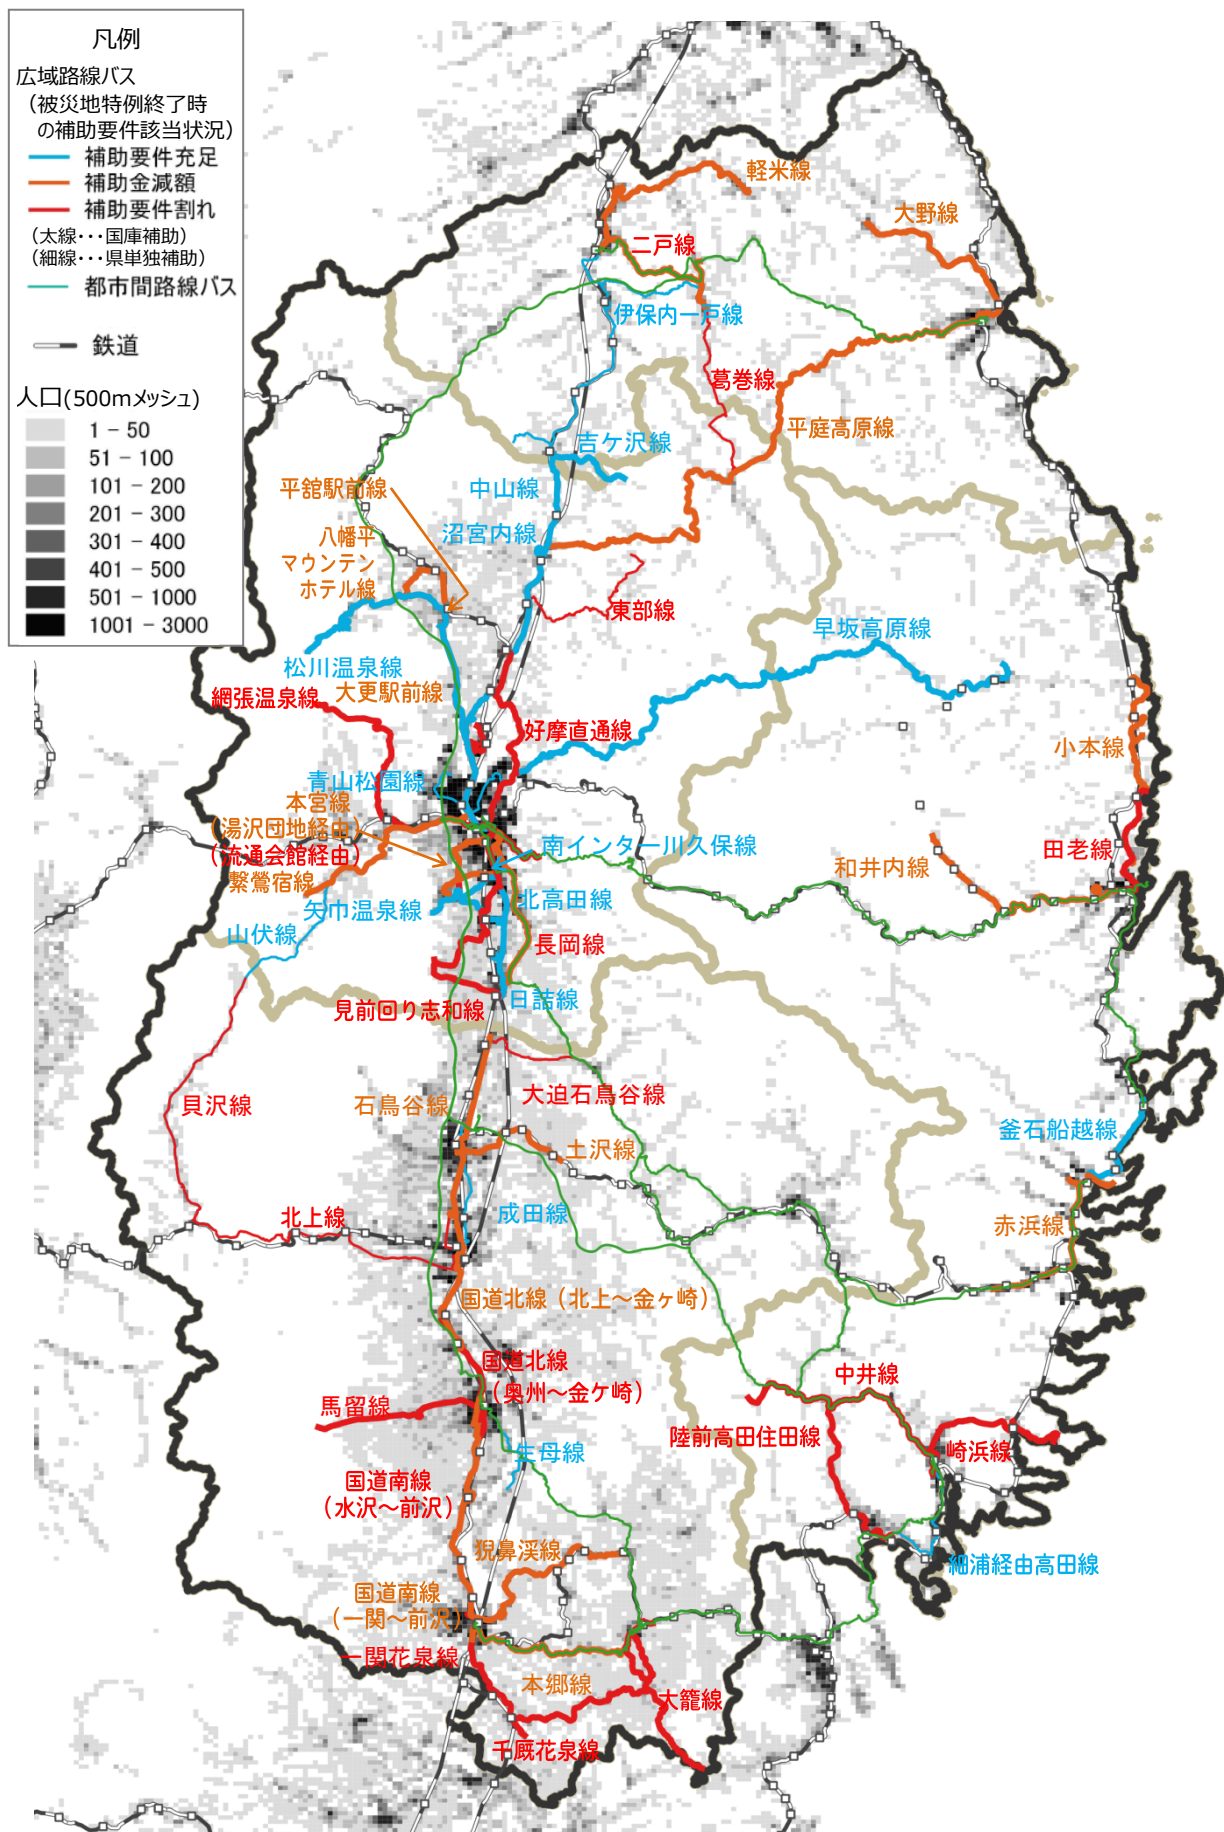 凡例
広域路線バス
（被災地特例終了時
の補助要件該当状況）
補助要件充足
補助金減額
補助要件割れ
（太線･･･国庫補助）
（細線･･･県単独補助）
都市間路線バス
鉄道
人口(500mメッシュ)
1 – 50
51 – 100
101 – 200
201 – 300
301 – 400
401 – 500
501 – 1000
1001 – 3000
軽米線
大野線
二戸線
伊保内一戸線
葛巻線
平庭高原線
吉ケ沢線
平舘駅前線
中山線
沼宮内線
八幡平
マウンテン
ホテル線
東部線
早坂高原線
松川温泉線
大更駅前線
網張温泉線
好摩直通線
小本線
青山松園線
本宮線
（湯沢団地経由）
（流通会館経由）
南インター川久保線
田老線
和井内線
繋鶯宿線
矢巾温泉線
北高田線
山伏線
長岡線
日詰線
見前回り志和線
大迫石鳥谷線
貝沢線
石鳥谷線
釜石船越線
土沢線
成田線
北上線
赤浜線
国道北線（北上～金ヶ崎）
国道北線
（奥州～金ケ崎）
中井線
馬留線
陸前高田住田線
崎浜線
生母線
国道南線
（水沢～前沢）
猊鼻渓線
細浦経由高田線
国道南線
（一関～前沢）
一関花泉線
本郷線
大籠線
千厩花泉線